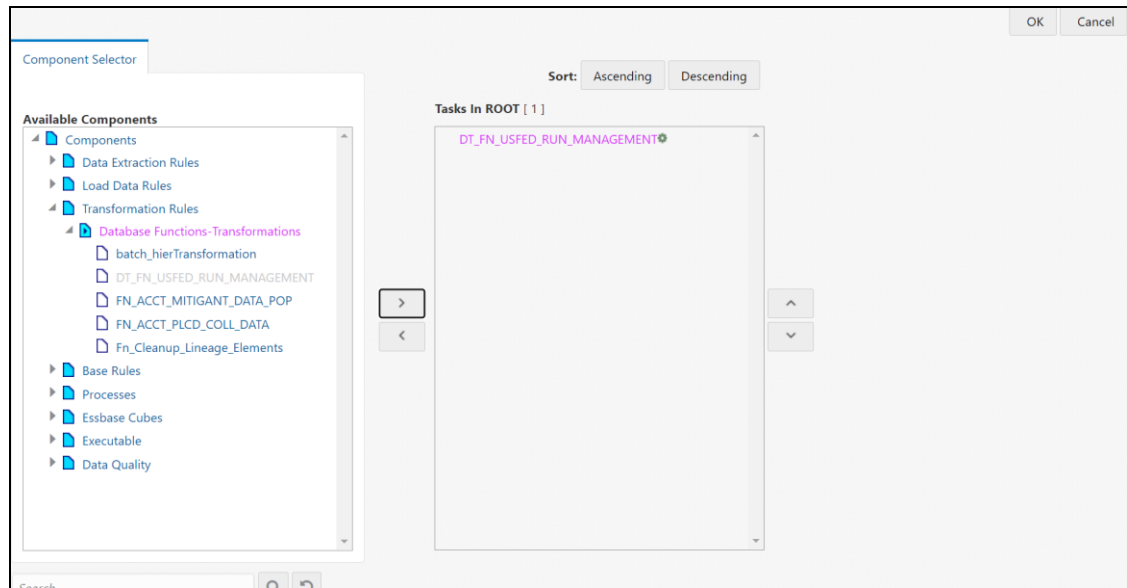 OK Cancel
Component Selector
Sort: Ascending Descending
Available Components
Tasks In ROOT [ 1 ]
Components
DT_FN_USFED_RUN_MANAGEMENT
Data Extraction Rules
Load Data Rules
Transformation Rules
Database Functions-Transformations
batch_hierTransformation
DT_FN_USFED_RUN_MANAGEMENT
FN_ACCT_MITIGANT_DATA_POP
FN_ACCT_PLCD_COLL_DATA
Fn_Cleanup_Lineage_Elements
Base Rules
Processes
Essbase Cubes
Executable
Data Quality
Search